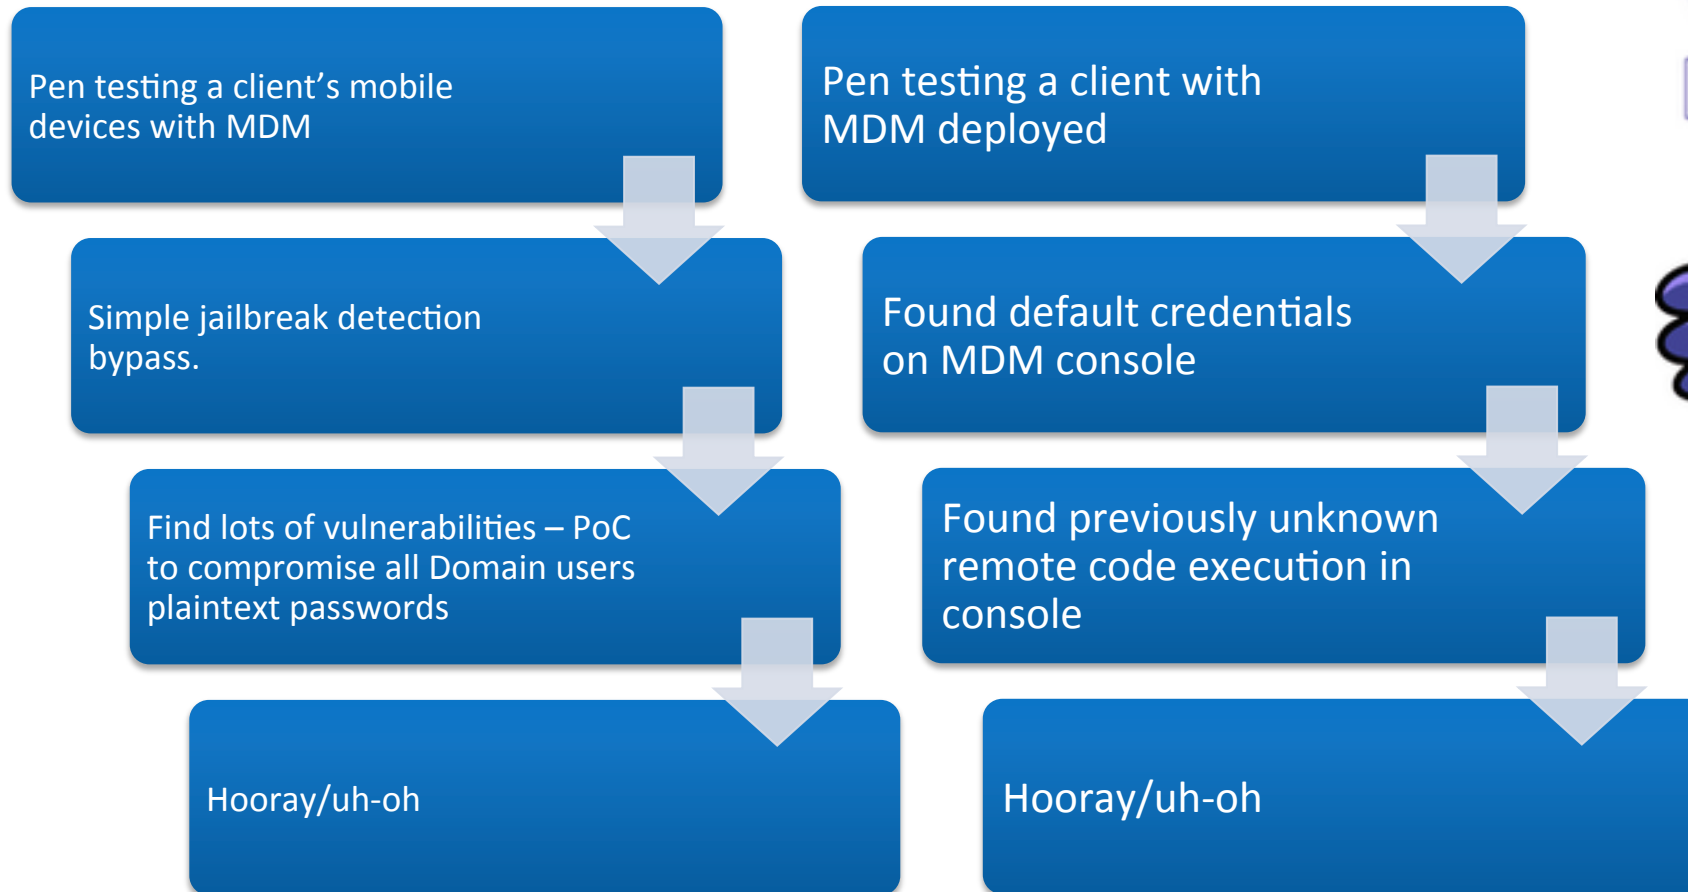 Pen testing a client’s mobile
devices with MDM
Simple jailbreak detection
bypass.
Find lots of vulnerabilities – PoC
to compromise all Domain users
plaintext passwords
Hooray/uh-oh
Pen testing a client with
MDM deployed
Found default credentials
on MDM console
Found previously unknown
remote code execution in
console
Hooray/uh-oh